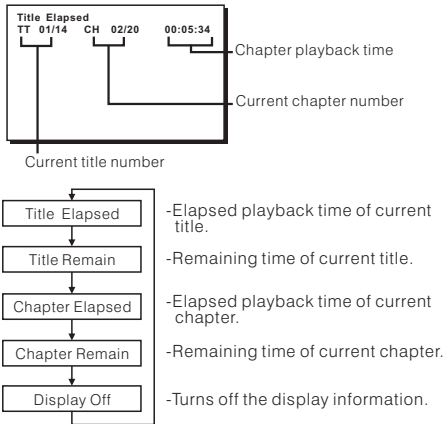 Title Elapsed
TT 01/14 CH 02/20 00:05:34
Chapter playback time
Current chapter number
Current title number
Title Elapsed
-Elapsed playback time of current
title.
Title Remain
-Remaining time of current title.
Chapter Elapsed
-Elapsed playback time of current
chapter.
Chapter Remain
-Remaining time of current chapter.
Display Off
-Turns off the display information.